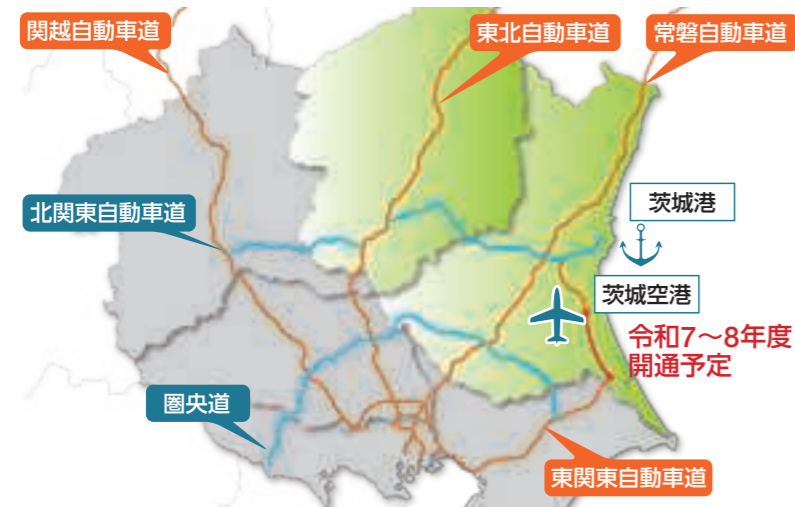 関越自動車道
東北自動車道
常磐自動車道
北関東自動車道
茨城港
茨城空港
令和7〜8年度
開通予定
圏央道
東関東自動車道